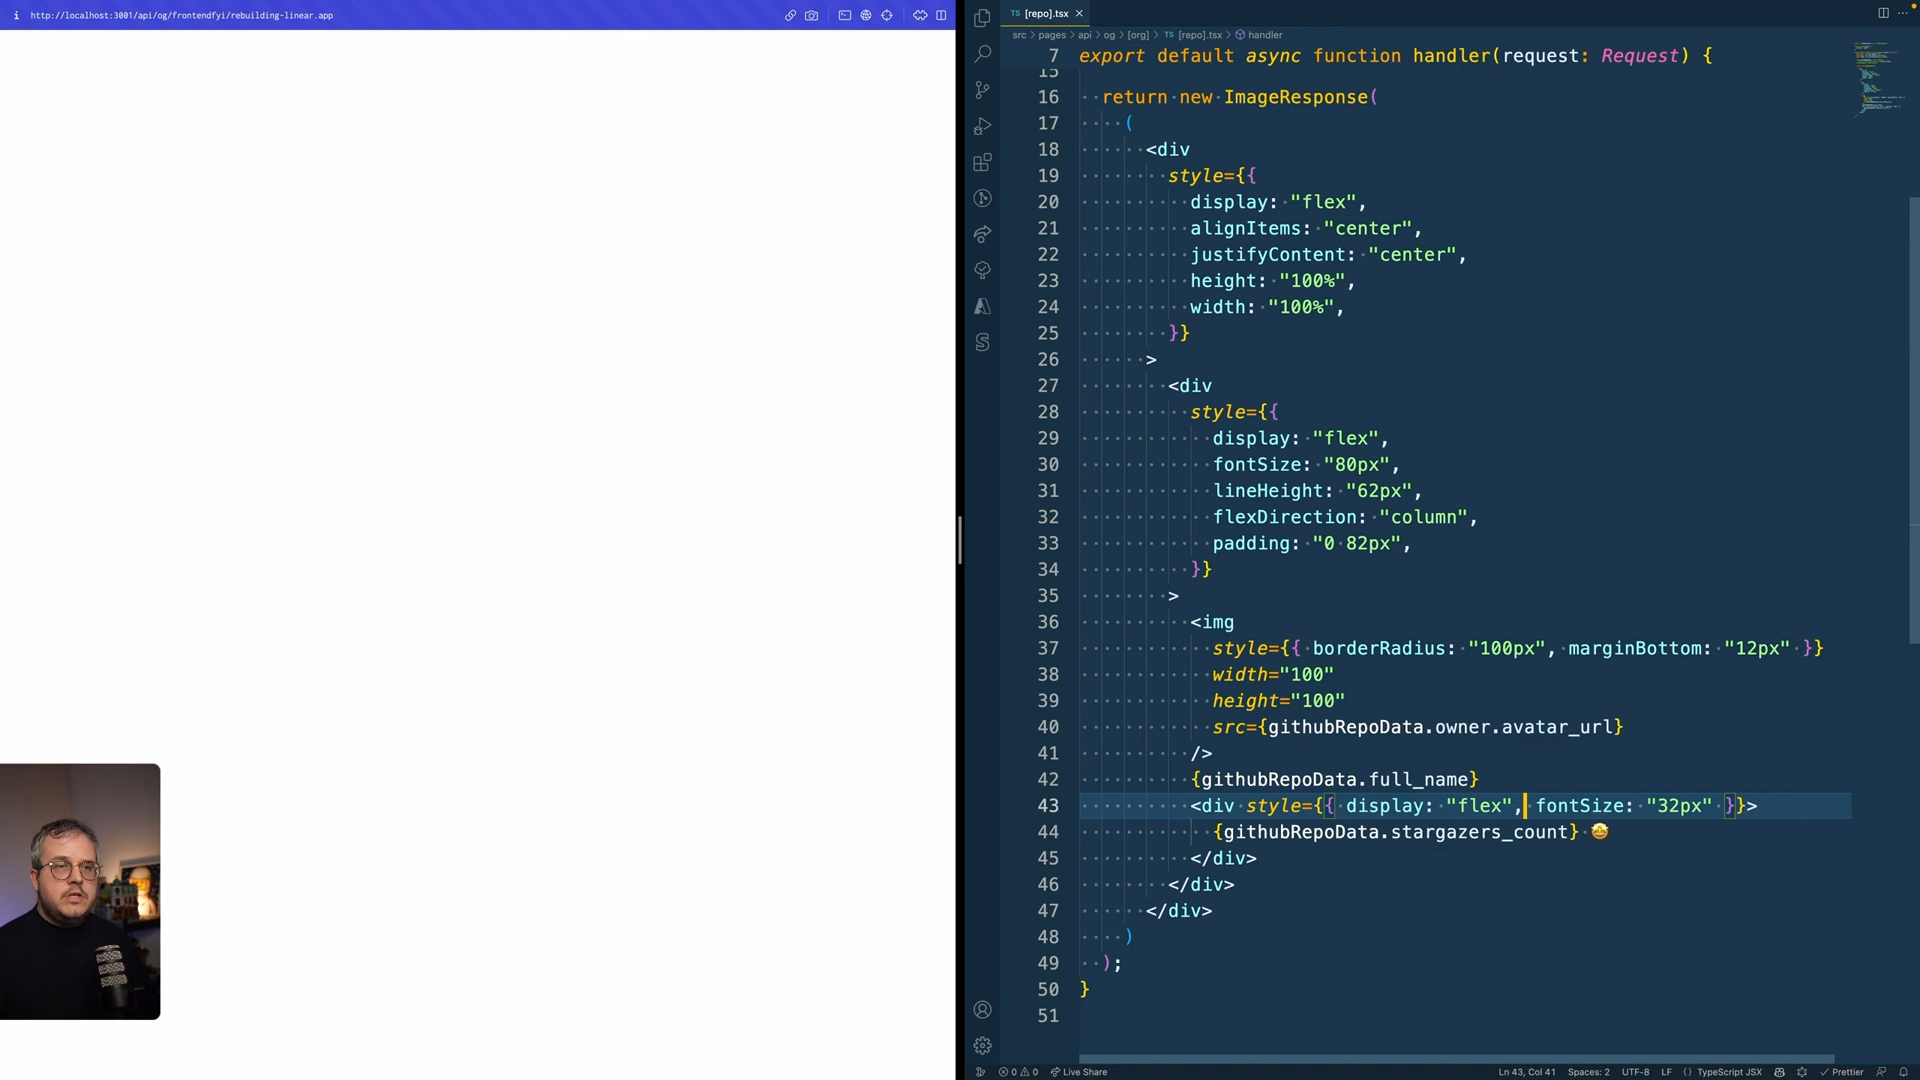 http://localhost:3001/api/og/frontendfyi/rebuilding-linear.app
TS [repo].tsx
src > pages > api > og > [org] > TS [repo].tsx > handler
7 export default async function handler(request: Request) {
15
16 return new ImageResponse(
17 (
18 <div
19 style={{
20 display: "flex",
21 alignItems: "center",
22 justifyContent: "center",
23 height: "100%",
24 width: "100%",
25 }}
26 >
27 <div
28 style={{
29 display: "flex",
30 fontSize: "80px",
31 lineHeight: "62px",
32 flexDirection: "column",
33 padding: "0 82px",
34 }}
35 >
36 <img
37 style={{ borderRadius: "100px", marginBottom: "12px" }}
38 width="100"
39 height="100"
40 src={githubRepoData.owner.avatar_url}
41 />
42 {githubRepoData.full_name}
43 <div style={{ display: "flex", fontSize: "32px" }}>
44 {githubRepoData.stargazers_count} 🤩
45 </div>
46 </div>
47 </div>
48 )
49 );
50 }
51
0 0 Live Share
Ln 43, Col 41 Spaces: 2 UTF-8 LF {} TypeScript JSX Prettier